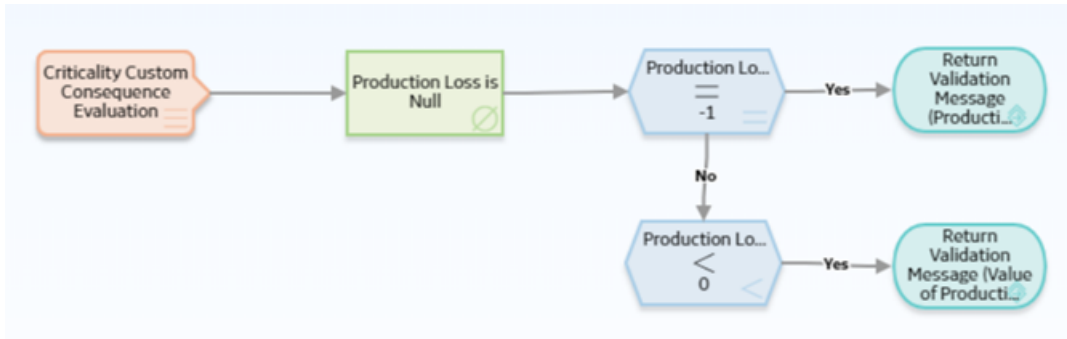 Criticality Custom
Consequence
Evaluation
Production Loss is
Null
Production Lo...
=
-1
Yes
Return
Validation
Message
(Producti...
No
Production Lo...
<
0
Yes
Return
Validation
Message (Value
of Producti...